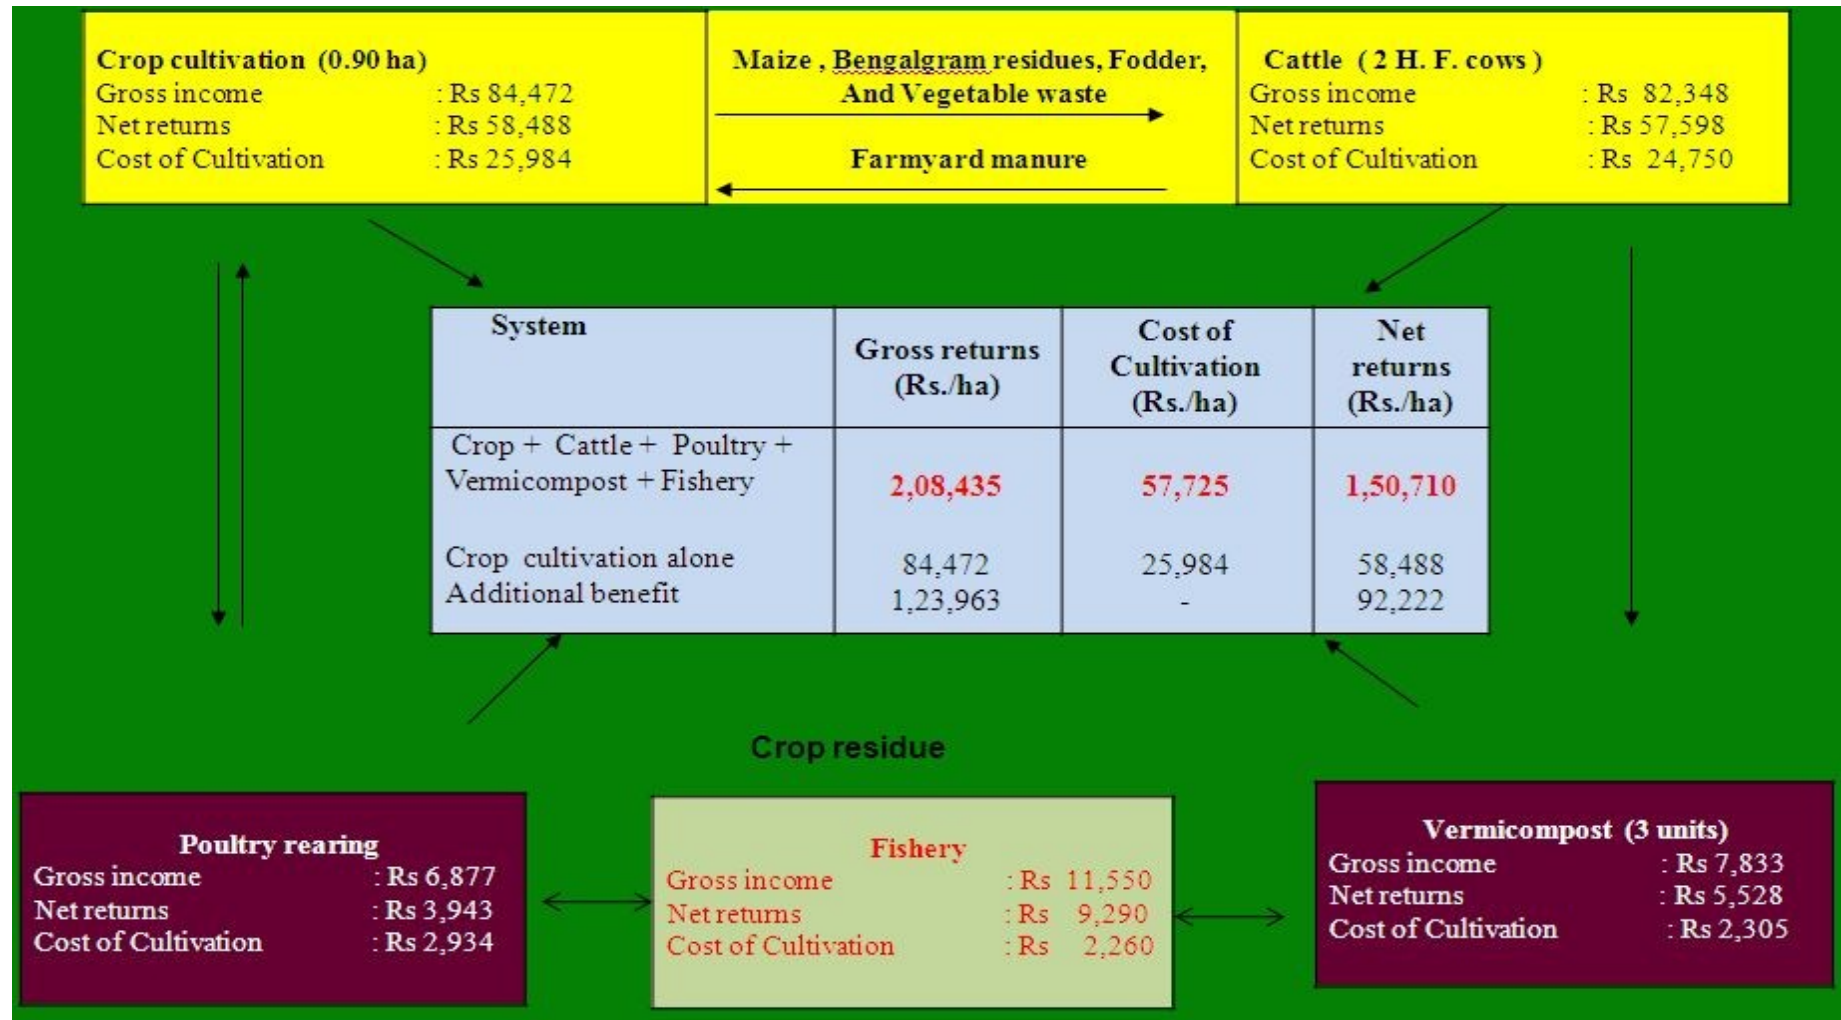 Crop cultivation (0.90 ha)
Gross income : Rs 84,472
Net returns : Rs 58,488
Cost of Cultivation : Rs 25,984
Maize , Bengalgram residues, Fodder,
And Vegetable waste
Farmyard manure
Cattle ( 2 H. F. cows )
Gross income : Rs 82,348
Net returns : Rs 57,598
Cost of Cultivation : Rs 24,750
System
Gross returns
(Rs./ha)
Cost of
Cultivation
(Rs./ha)
Net
returns
(Rs./ha)
Crop + Cattle + Poultry +
Vermicompost + Fishery 2,08,435 57,725 1,50,710
Crop cultivation alone 84,472 25,984 58,488
Additional benefit 1,23,963 - 92,222
Crop residue
Poultry rearing
Gross income : Rs 6,877
Net returns : Rs 3,943
Cost of Cultivation : Rs 2,934
Fishery
Gross income : Rs 11,550
Net returns : Rs 9,290
Cost of Cultivation : Rs 2,260
Vermicompost (3 units)
Gross income : Rs 7,833
Net returns : Rs 5,528
Cost of Cultivation : Rs 2,305